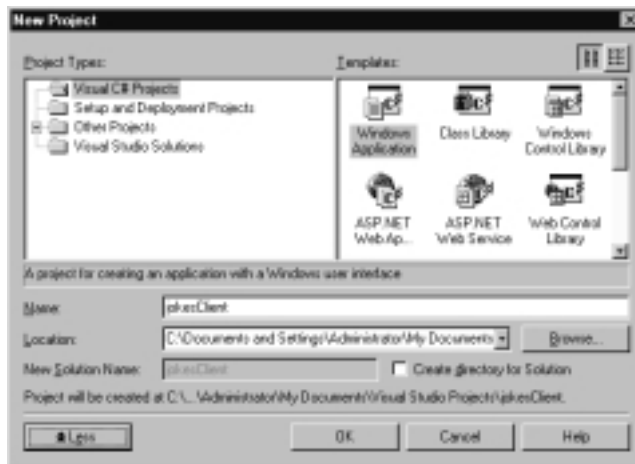 New Project
Project Types:
Templates:
Visual C# Projects
Setup and Deployment Projects
Other Projects
Visual Studio Solutions
Windows Application
Class Library
Windows Control Library
ASP.NET Web Ap...
ASP.NET Web Service
Web Control Library
A project for creating an application with a Windows user interface
Name:
jokesClient
Location:
C:\Documents and Settings\Administrator\My Documents
Browse...
New Solution Name:
jokesClient
Create directory for Solution
Project will be created at C:\...\Administrator\My Documents\Visual Studio Projects\jokesClient.
Less
OK
Cancel
Help